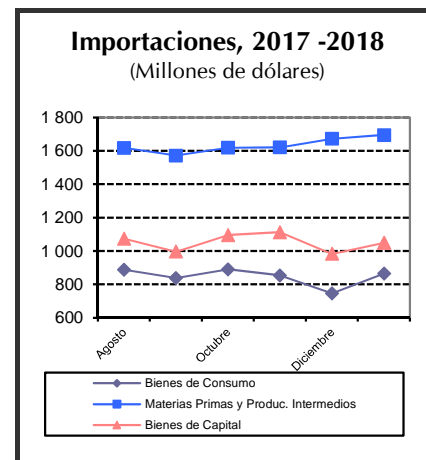 Importaciones, 2017 -2018
(Millones de dólares)
1 800
1 600
1 400
1 200
1 000
800
600
Agosto
Octubre
Diciembre
Bienes de Consumo
Materias Primas y Produc. Intermedios
Bienes de Capital